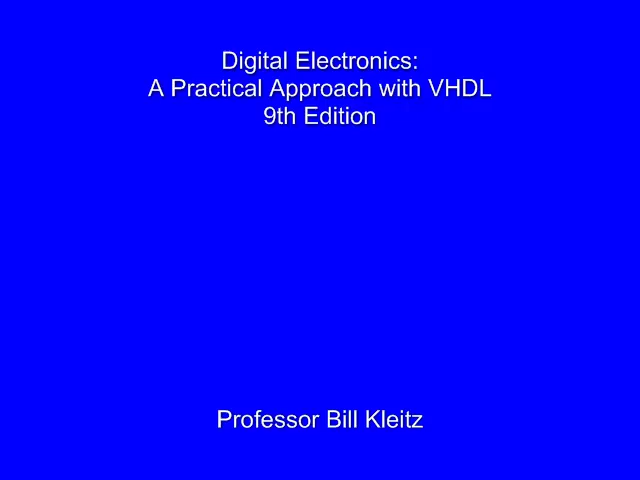 Digital Electronics:
A Practical Approach with VHDL
9th Edition
Professor Bill Kleitz